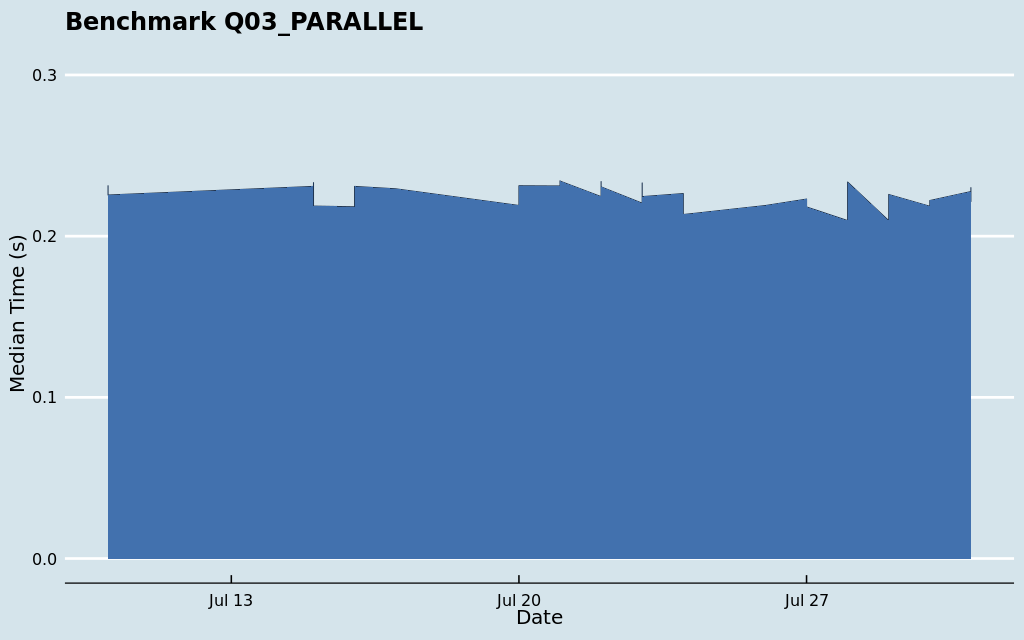 Benchmark Q03_PARALLEL
Median Time (s)
0.3
0.2
0.1
0.0
Jul 13
Jul 20
Jul 27
Date